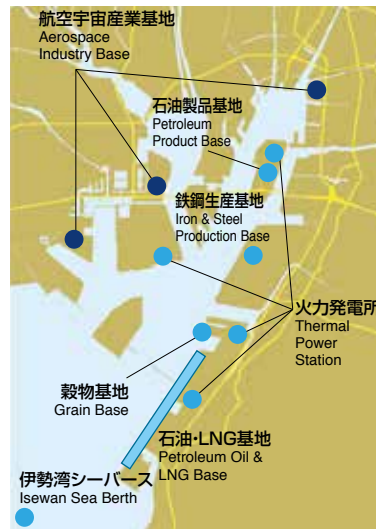 航空宇宙産業基地
Aerospace
Industry Base
石油製品基地
Petroleum
Product Base
鉄鋼生産基地
Iron & Steel
Production Base
火力発電所
Thermal
Power
Station
穀物基地
Grain Base
石油・LNG基地
Petroleum Oil &
LNG Base
伊勢湾シーバース
Isewan Sea Berth